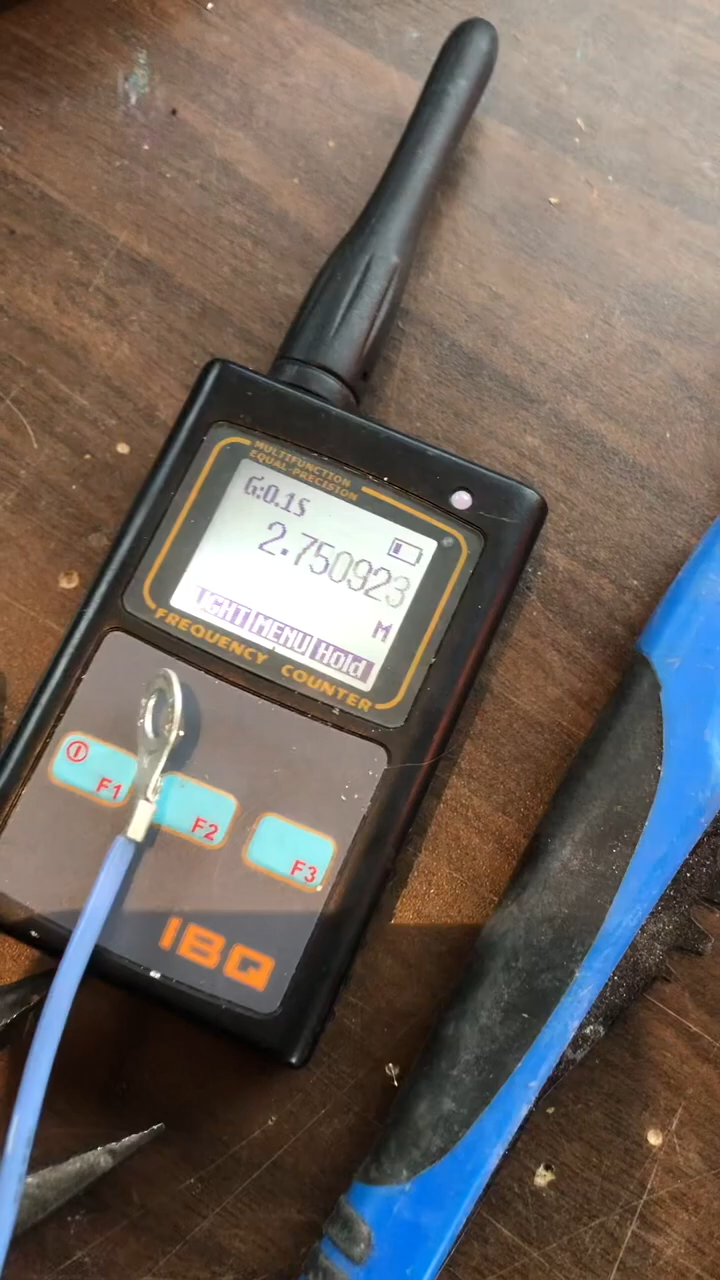 MULTIFUNCTION
EQUAL-PRECISION
G:0.1S
2.750923
M
MENU Hold
FREQUENCY COUNTER
F1
F2
F3
IBQ